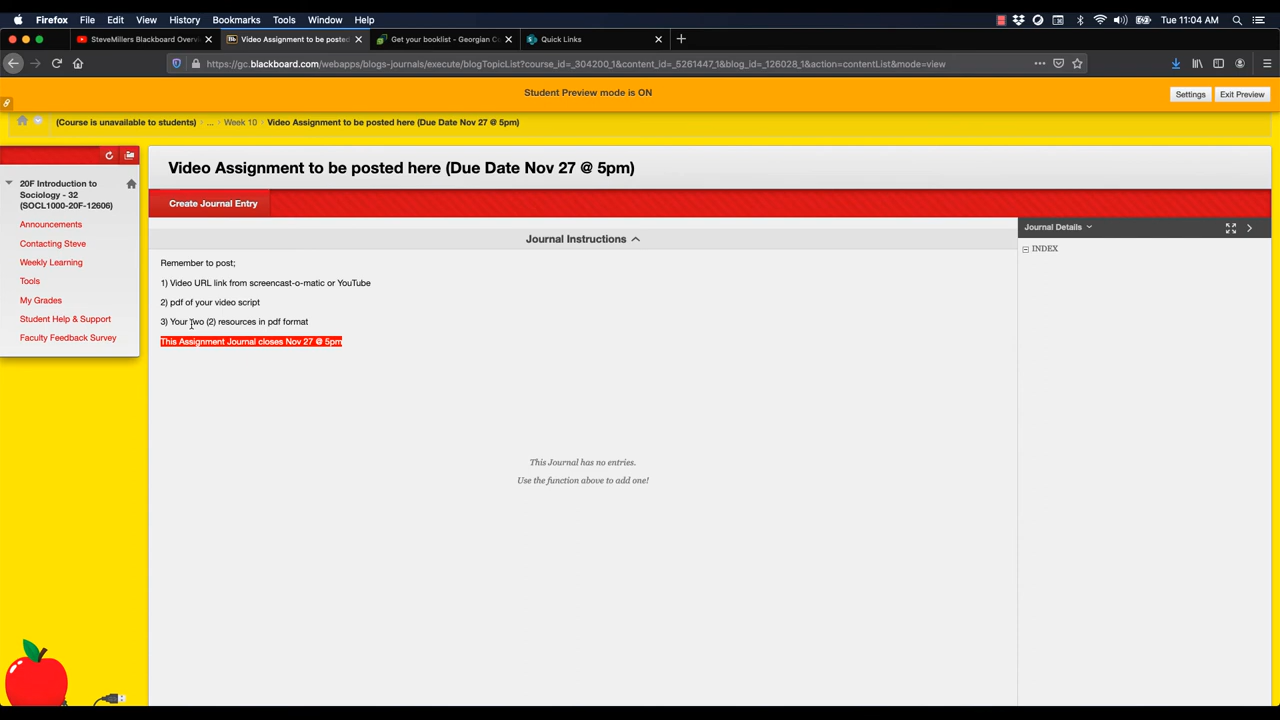 Firefox File Edit View History Bookmarks Tools Window Help Tue 11:04 AM
SteveMillers Blackboard Overvi Video Assignment to be posted Get your booklist - Georgian Co Quick Links
https://gc.blackboard.com/webapps/blogs-journals/execute/blogTopicList?course_id=_304200_1&content_id=_5261447_1&blog_id=_126028_1&action=contentList&mode=view
Student Preview mode is ON Settings Exit Preview
(Course is unavailable to students) ... Week 10 Video Assignment to be posted here (Due Date Nov 27 @ 5pm)
20F Introduction to
Sociology - 32
(SOCL1000-20F-12606)
Announcements
Contacting Steve
Weekly Learning
Tools
My Grades
Student Help & Support
Faculty Feedback Survey
Video Assignment to be posted here (Due Date Nov 27 @ 5pm)
Create Journal Entry
Journal Instructions
Remember to post;
1) Video URL link from screencast-o-matic or YouTube
2) pdf of your video script
3) Your Two (2) resources in pdf format
This Assignment Journal closes Nov 27 @ 5pm
This Journal has no entries.
Use the function above to add one!
Journal Details
INDEX